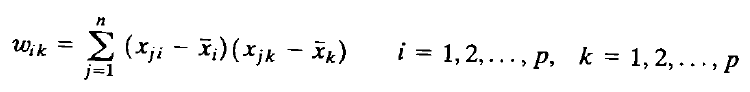 w_{ik} = \sum_{j=1}^{n} (x_{ji} - \bar{x}_i)(x_{jk} - \bar{x}_k) i = 1, 2, . . . , p, k = 1, 2, . . . , p